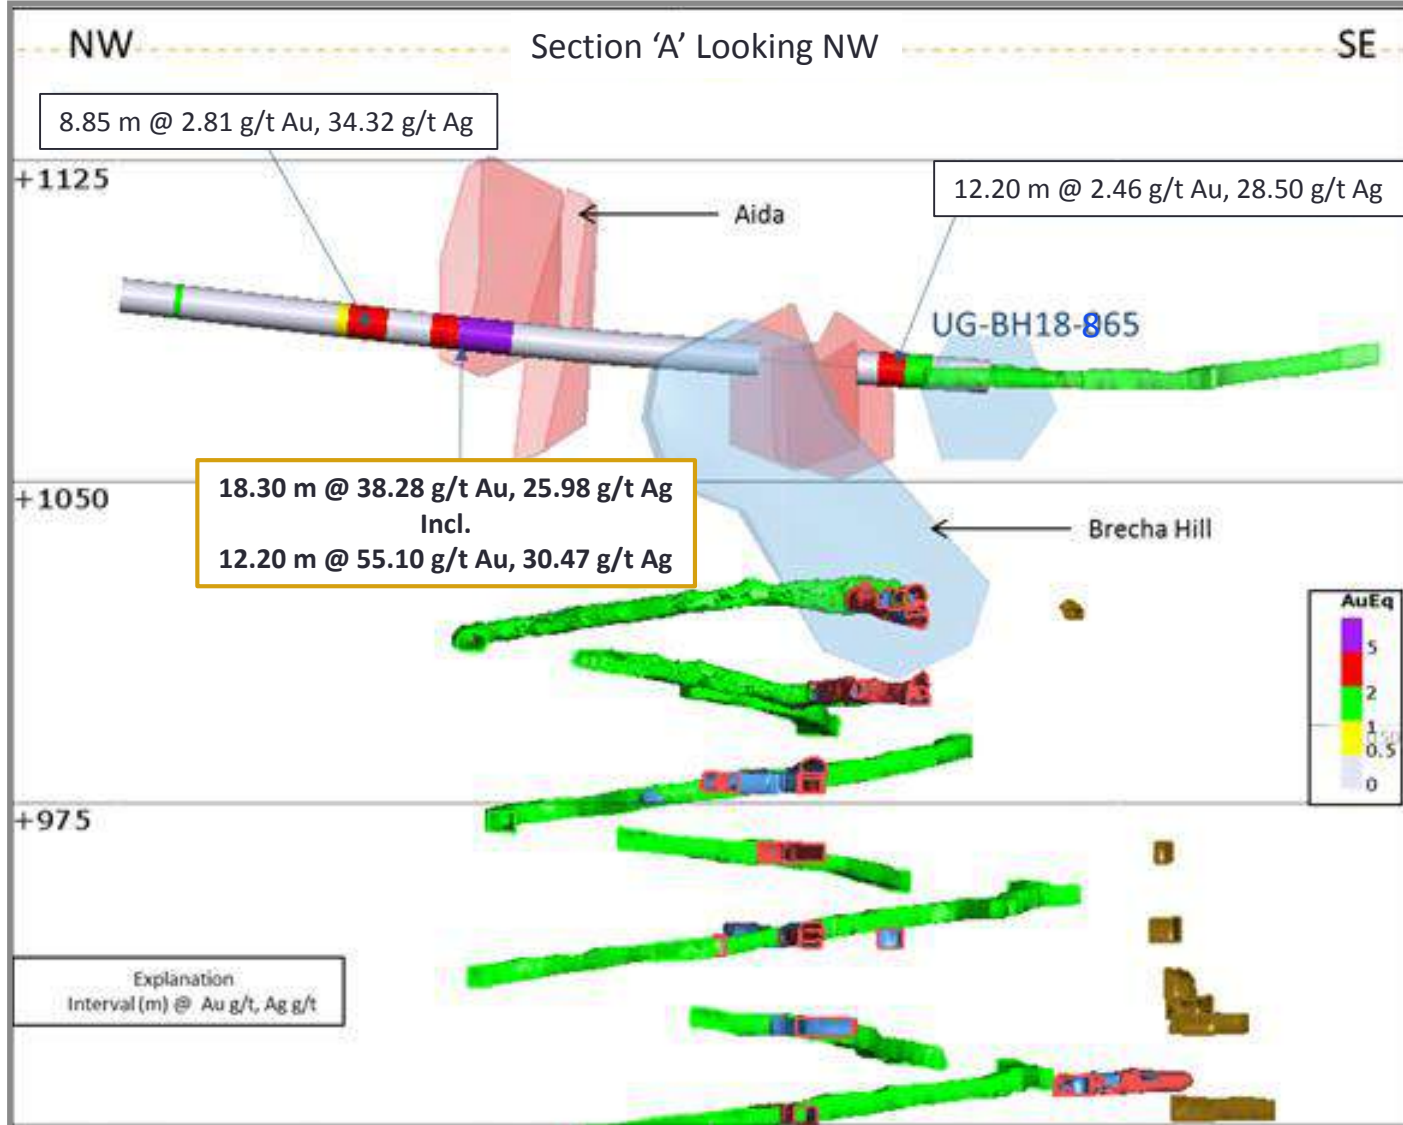 NW
Section ‘A’ Looking NW
SE
8.85 m @ 2.81 g/t Au, 34.32 g/t Ag
+1125
12.20 m @ 2.46 g/t Au, 28.50 g/t Ag
Aida
UG-BH18-865
18.30 m @ 38.28 g/t Au, 25.98 g/t Ag
Incl.
12.20 m @ 55.10 g/t Au, 30.47 g/t Ag
+1050
Brecha Hill
AuEq
5
2
1
0.5
0
+975
Explanation
Interval (m) @ Au g/t, Ag g/t